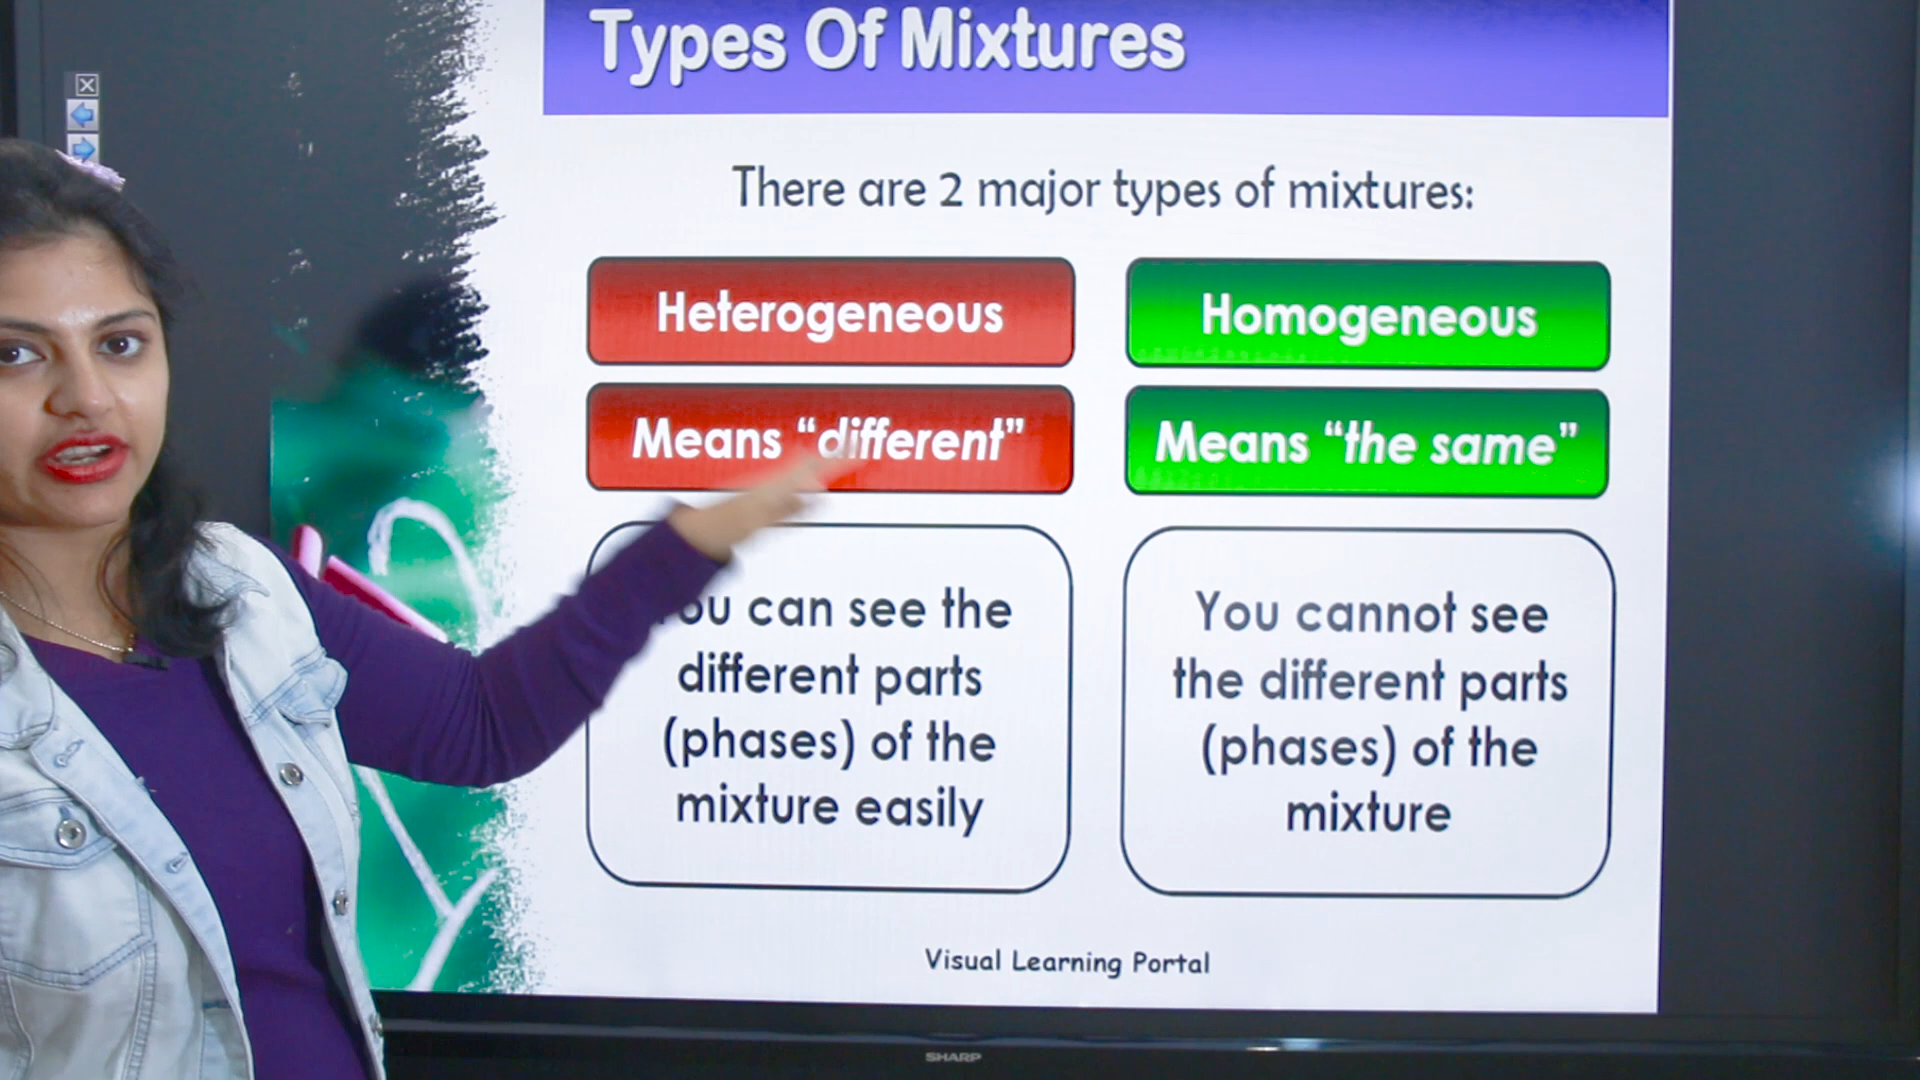 Types Of Mixtures
There are 2 major types of mixtures:
Heterogeneous
Means “different”
can see the
different parts
(phases) of the
mixture easily
Homogeneous
Means “the same”
You cannot see
the different parts
(phases) of the
mixture
Visual Learning Portal
SHARP